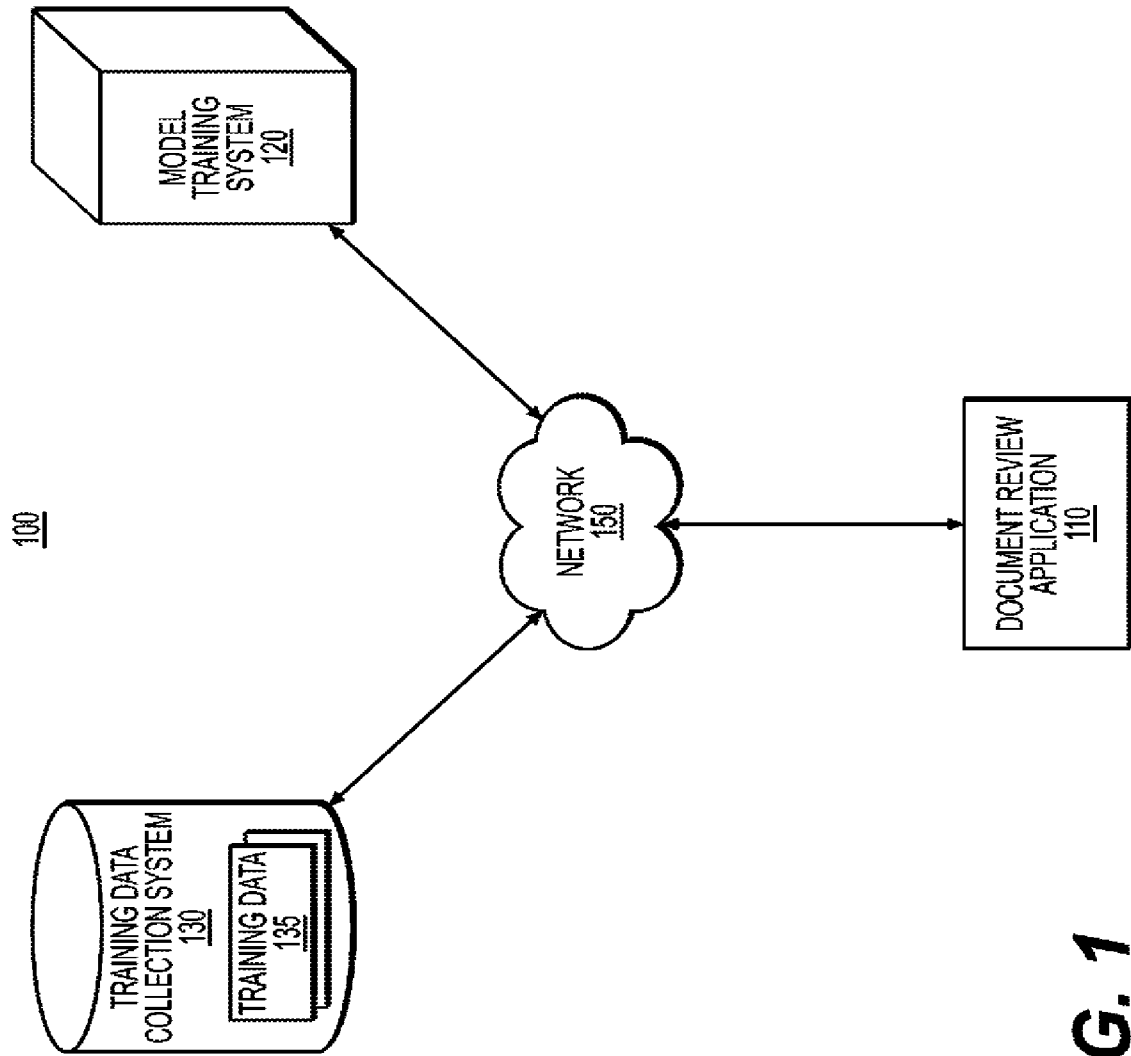 100
TRAINING DATA
COLLECTION SYSTEM
130
TRAINING DATA
135
MODEL
TRAINING
SYSTEM
120
NETWORK
150
DOCUMENT REVIEW
APPLICATION
110
G. 1